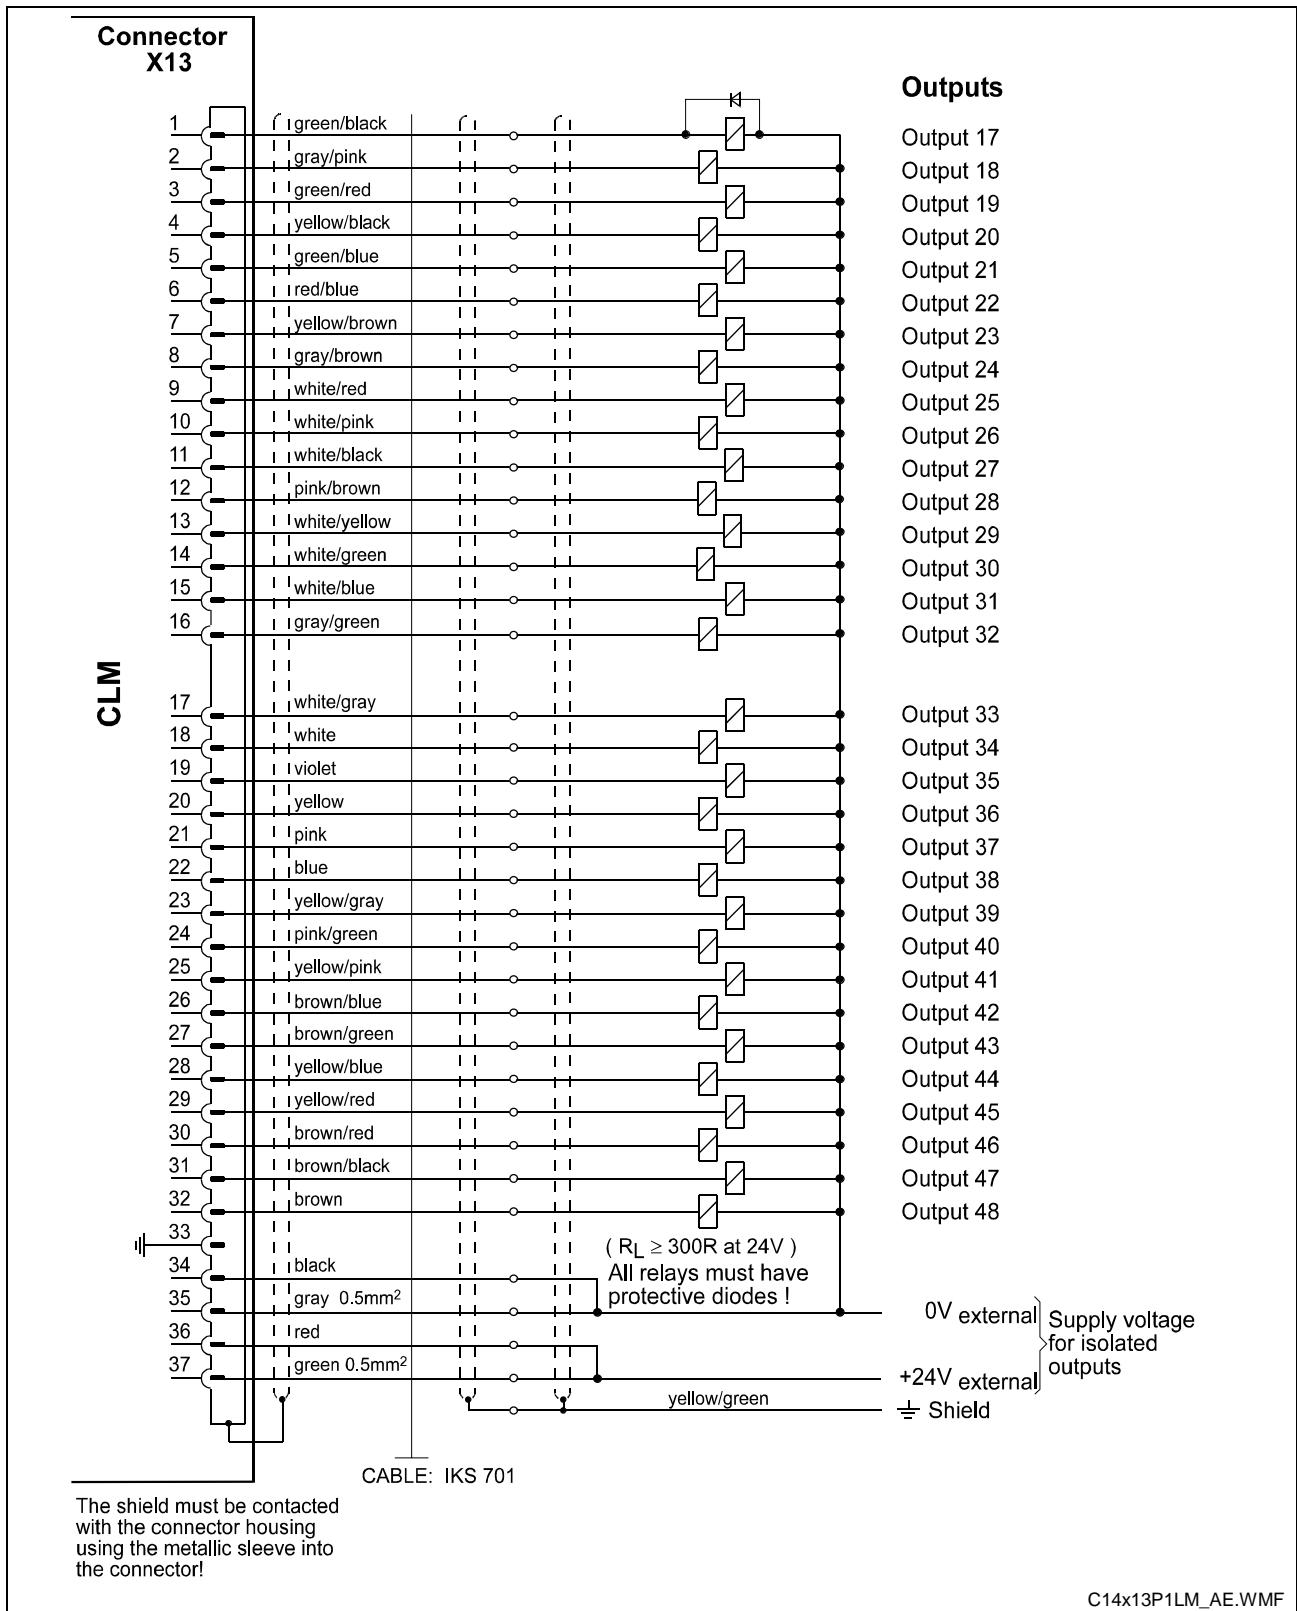 Connector
X13
Outputs
1 green/black Output 17
2 gray/pink Output 18
3 green/red Output 19
4 yellow/black Output 20
5 green/blue Output 21
6 red/blue Output 22
7 yellow/brown Output 23
8 gray/brown Output 24
9 white/red Output 25
10 white/pink Output 26
11 white/black Output 27
12 pink/brown Output 28
13 white/yellow Output 29
14 white/green Output 30
15 white/blue Output 31
16 gray/green Output 32
CLM
17 white/gray Output 33
18 white Output 34
19 violet Output 35
20 yellow Output 36
21 pink Output 37
22 blue Output 38
23 yellow/gray Output 39
24 pink/green Output 40
25 yellow/pink Output 41
26 brown/blue Output 42
27 brown/green Output 43
28 yellow/blue Output 44
29 yellow/red Output 45
30 brown/red Output 46
31 brown/black Output 47
32 brown Output 48
33
( RL ≥ 300R at 24V )
34 black All relays must have
35 gray 0.5mm² protective diodes !
0V external
36 red
37 green 0.5mm²
+24V external
Supply voltage
for isolated
outputs
yellow/green
Shield
CABLE: IKS 701
The shield must be contacted
with the connector housing
using the metallic sleeve into
the connector!
C14x13P1LM_AE.WMF